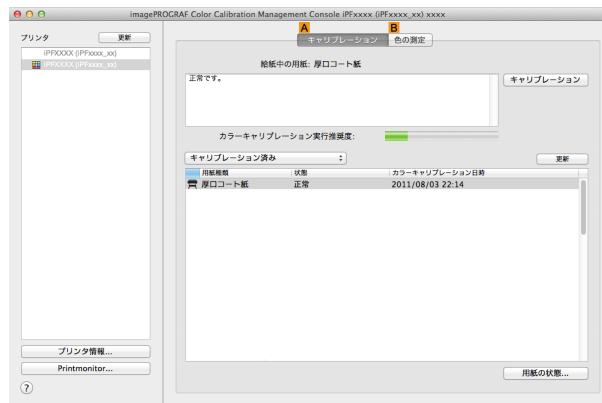 imagePROGRAF Color Calibration Management Console iPFxxxx (iPFxxxx_xx) xxxx
プリンタ
更新
iPFXXXX (iPFxxxx_xx)
iPFXXXX (iPFxxxx_xx)
プリンタ情報...
Printmonitor...
?
A
B
キャリブレーション
色の測定
給紙中の用紙: 厚口コート紙
正常です。
キャリブレーション
カラーキャリブレーション実行推奨度:
キャリブレーション済み
更新
用紙種類 状態 カラーキャリブレーション日時
厚口コート紙 正常 2011/08/03 22:14
用紙の状態...